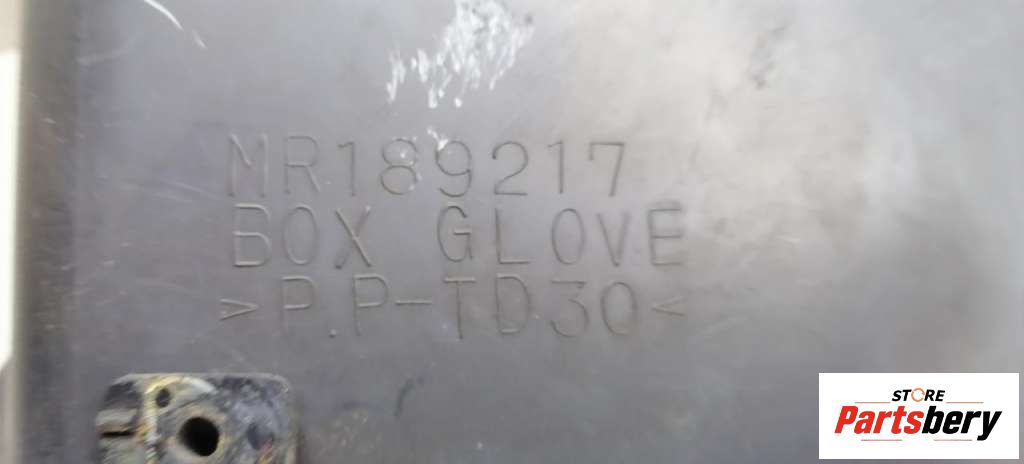 MR189217
BOX GLOVE
>P.P-TD30<
STORE
Partsbery